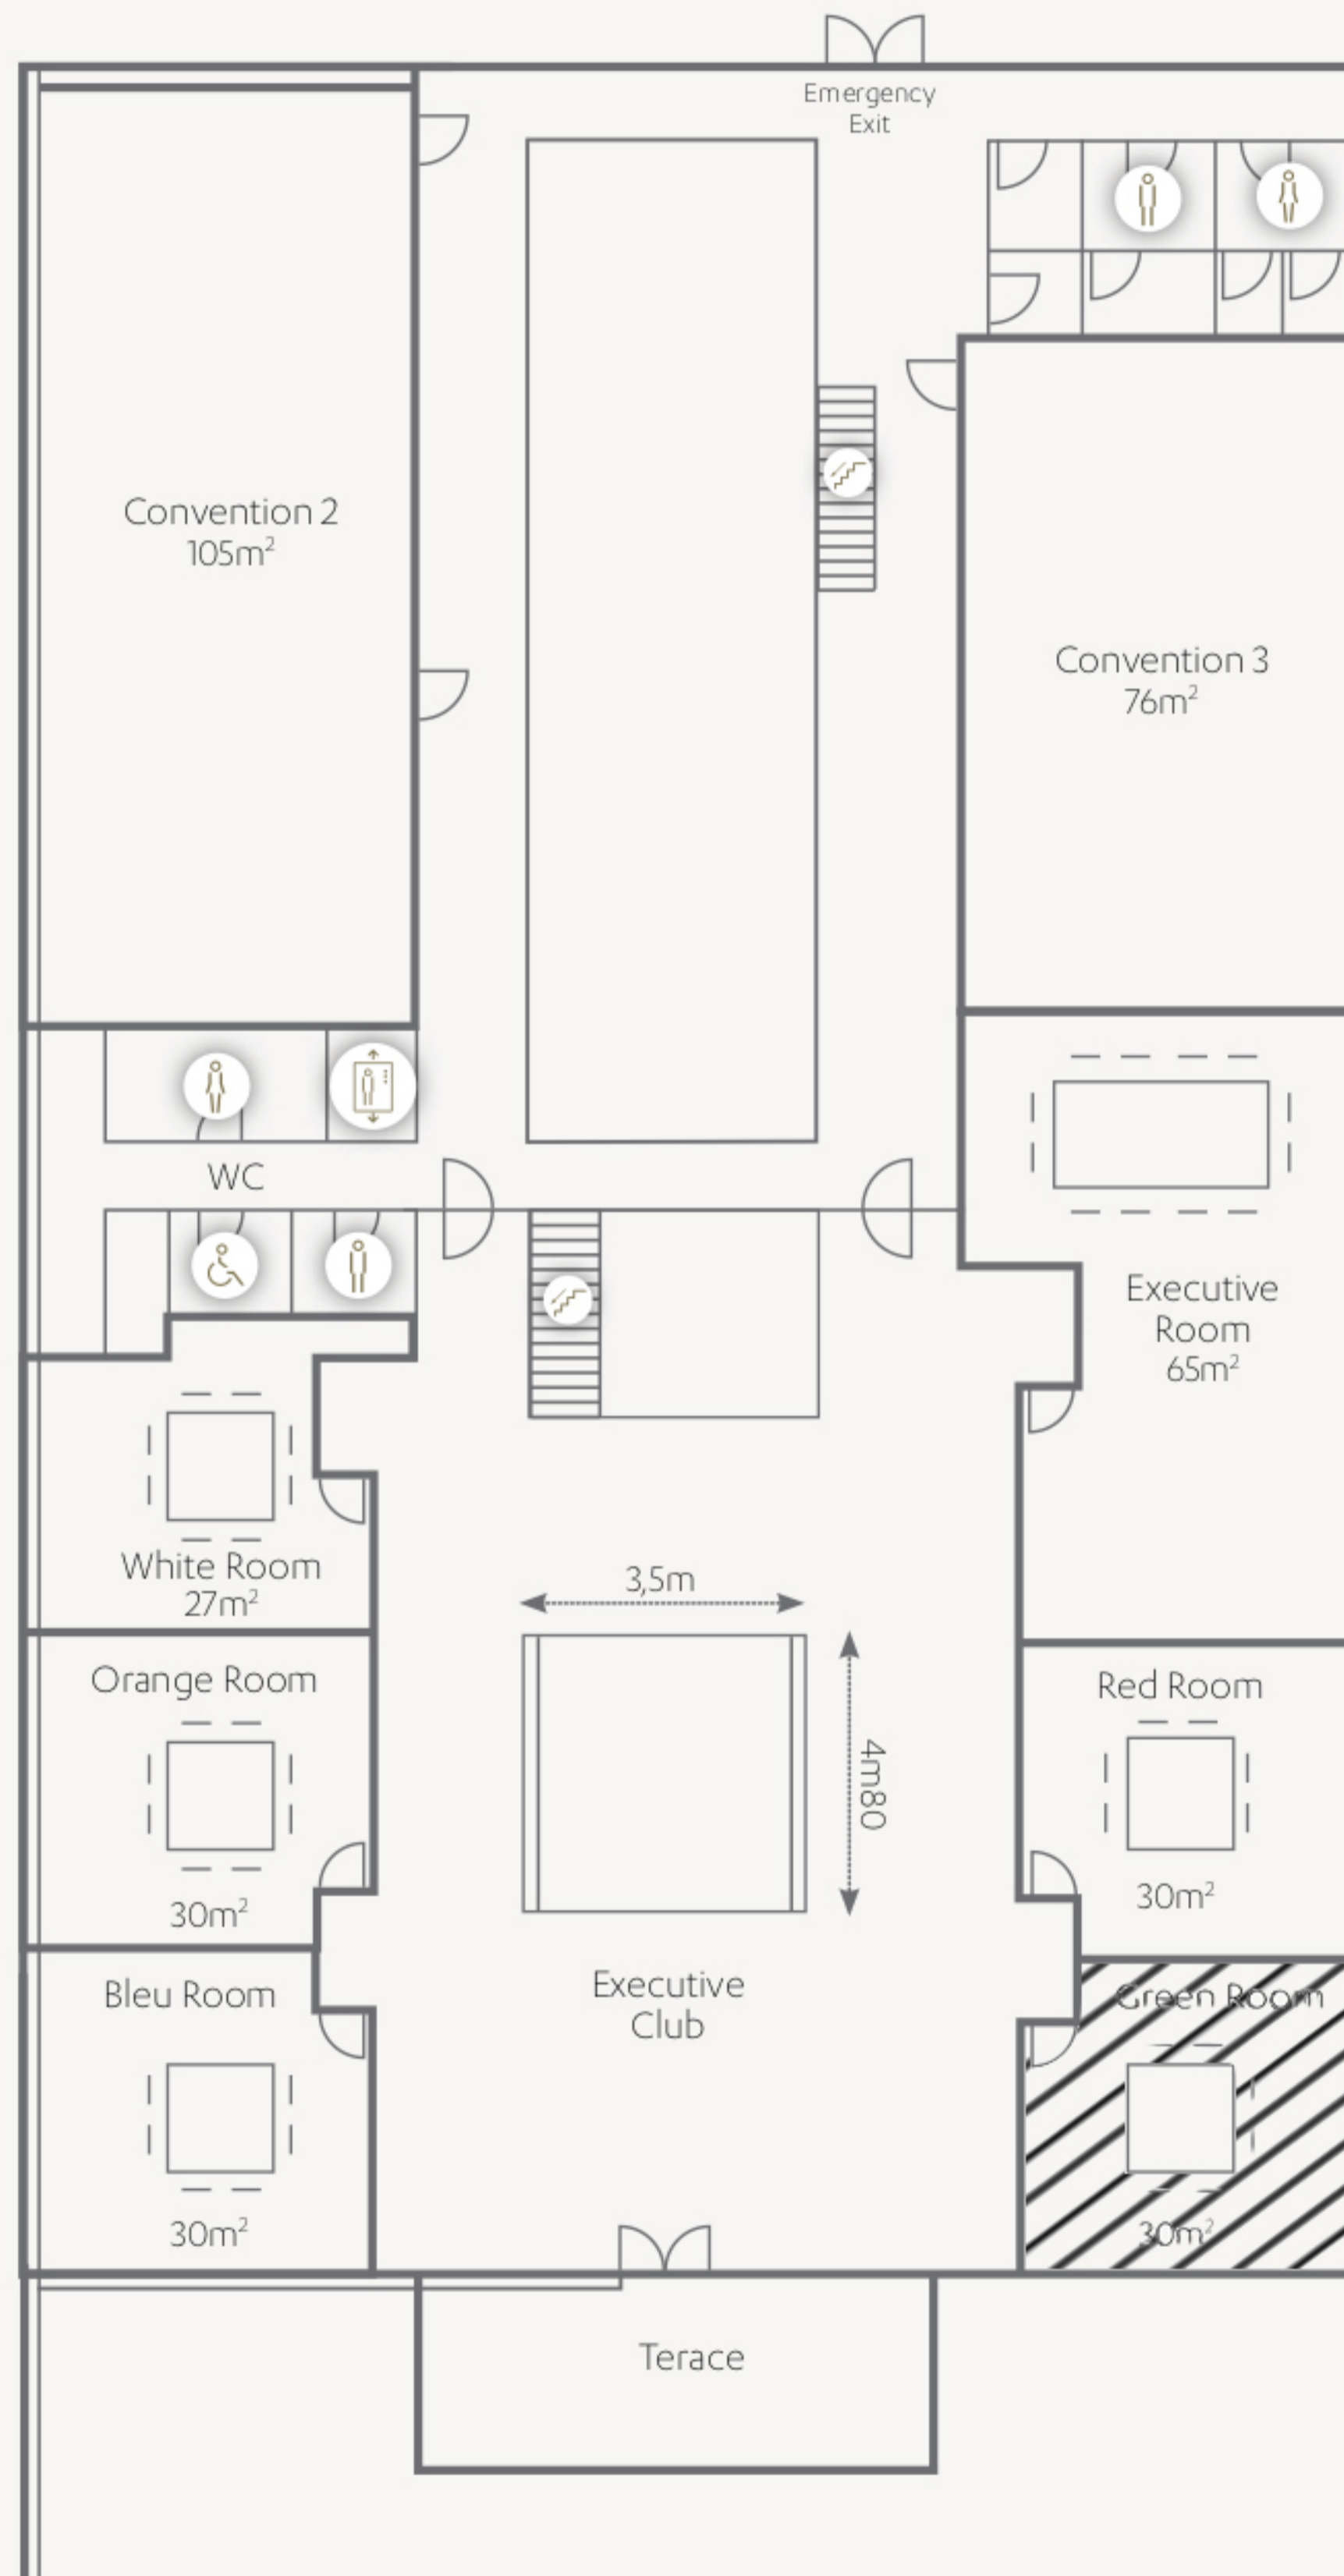 Emergency
Exit
Convention 2
105m²
Convention 3
76m²
WC
Executive
Room
65m²
White Room
27m²
3,5m
Orange Room
30m²
4m80
Red Room
30m²
Bleu Room
30m²
Executive
Club
Green Room
30m²
Terace